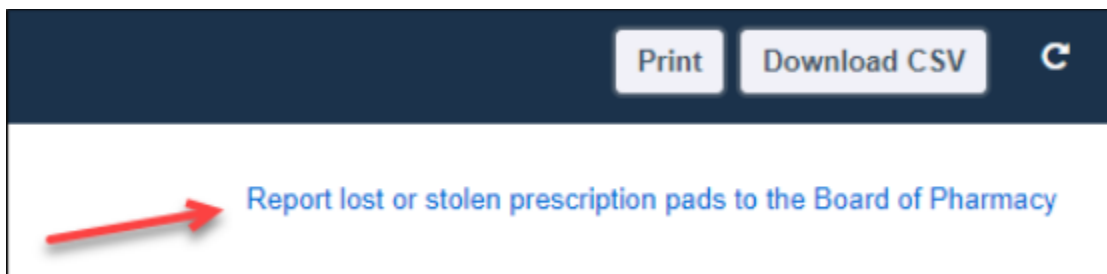 Print Download CSV
Report lost or stolen prescription pads to the Board of Pharmacy